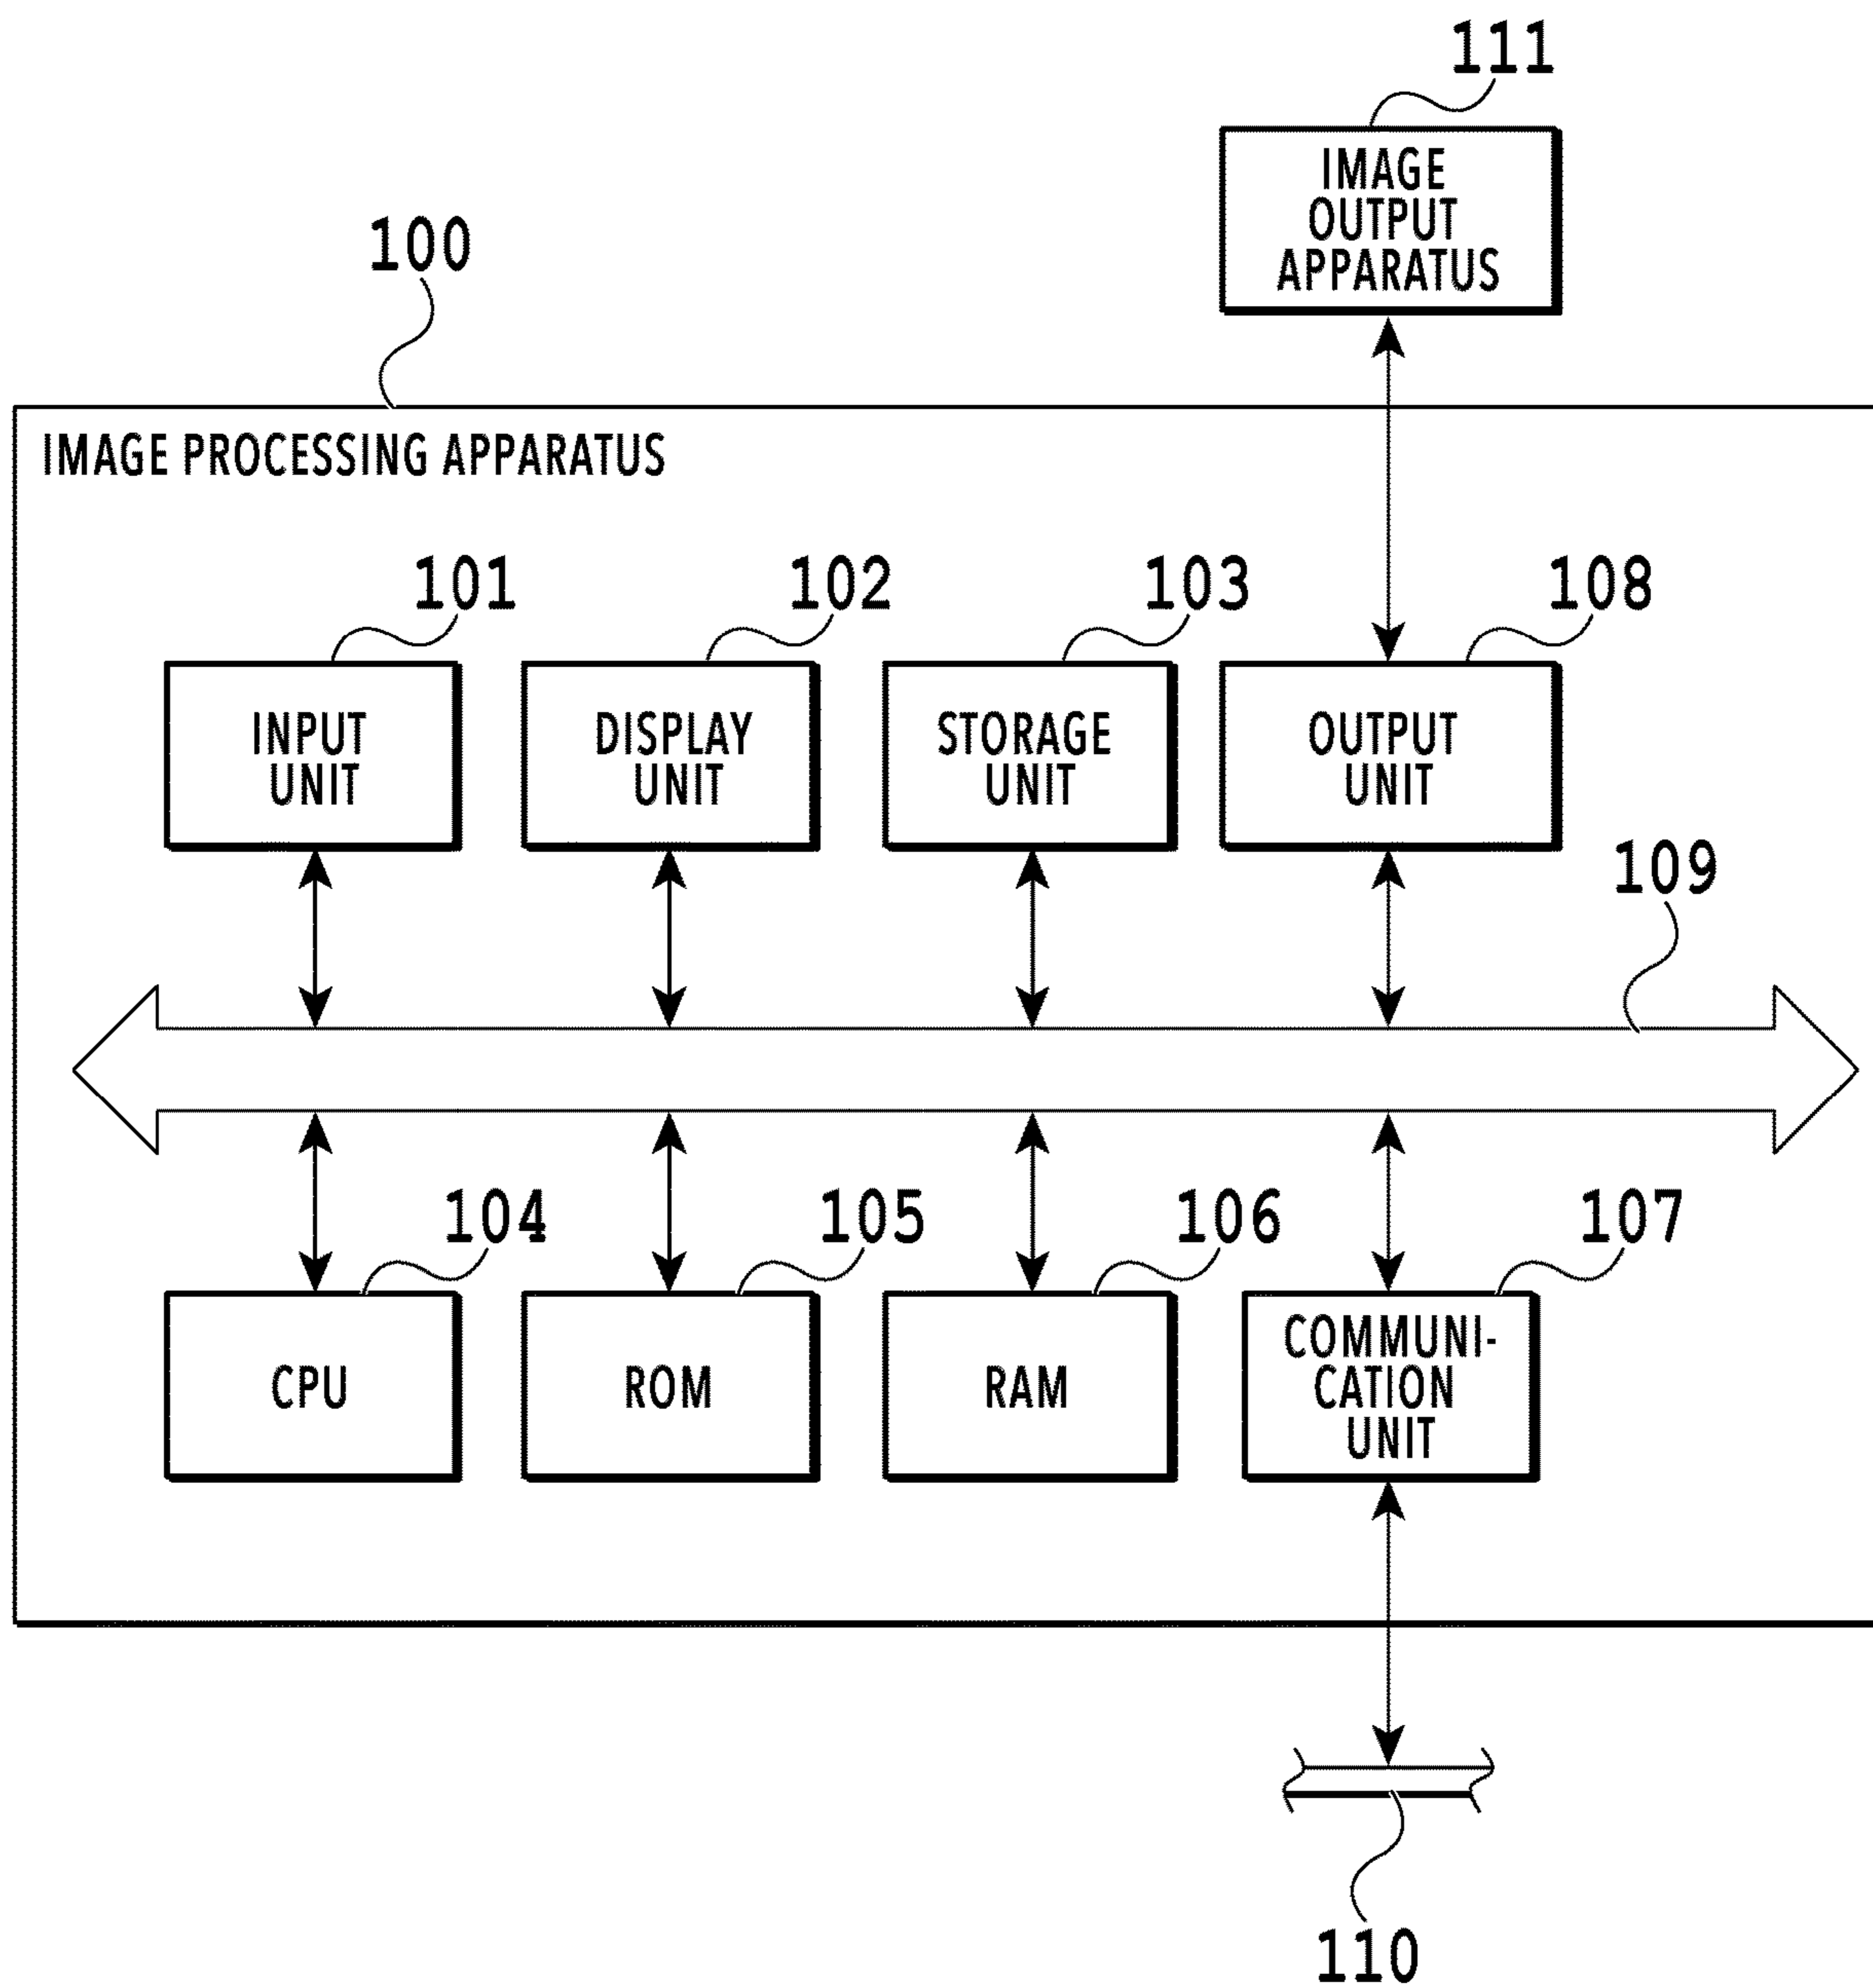 111
IMAGE
OUTPUT
APPARATUS
100
IMAGE PROCESSING APPARATUS
101
102
103
108
INPUT
UNIT
DISPLAY
UNIT
STORAGE
UNIT
OUTPUT
UNIT
109
104
105
106
107
CPU
ROM
RAM
COMMUNI-
CATION
UNIT
110